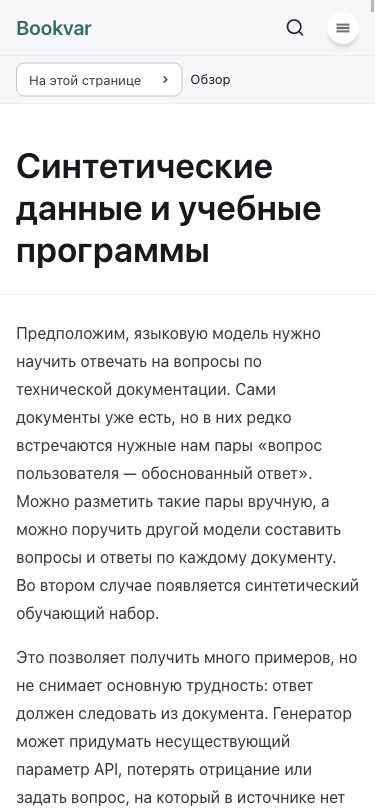 Bookvar
На этой странице
Обзор
Синтетические
данные и учебные
программы
Предположим, языковую модель нужно
научить отвечать на вопросы по
технической документации. Сами
документы уже есть, но в них редко
встречаются нужные нам пары «вопрос
пользователя — обоснованный ответ».
Можно разметить такие пары вручную, а
можно поручить другой модели составить
вопросы и ответы по каждому документу.
Во втором случае появляется синтетический
обучающий набор.
Это позволяет получить много примеров, но
не снимает основную трудность: ответ
должен следовать из документа. Генератор
может придумать несуществующий
параметр API, потерять отрицание или
задать вопрос, на который в источнике нет